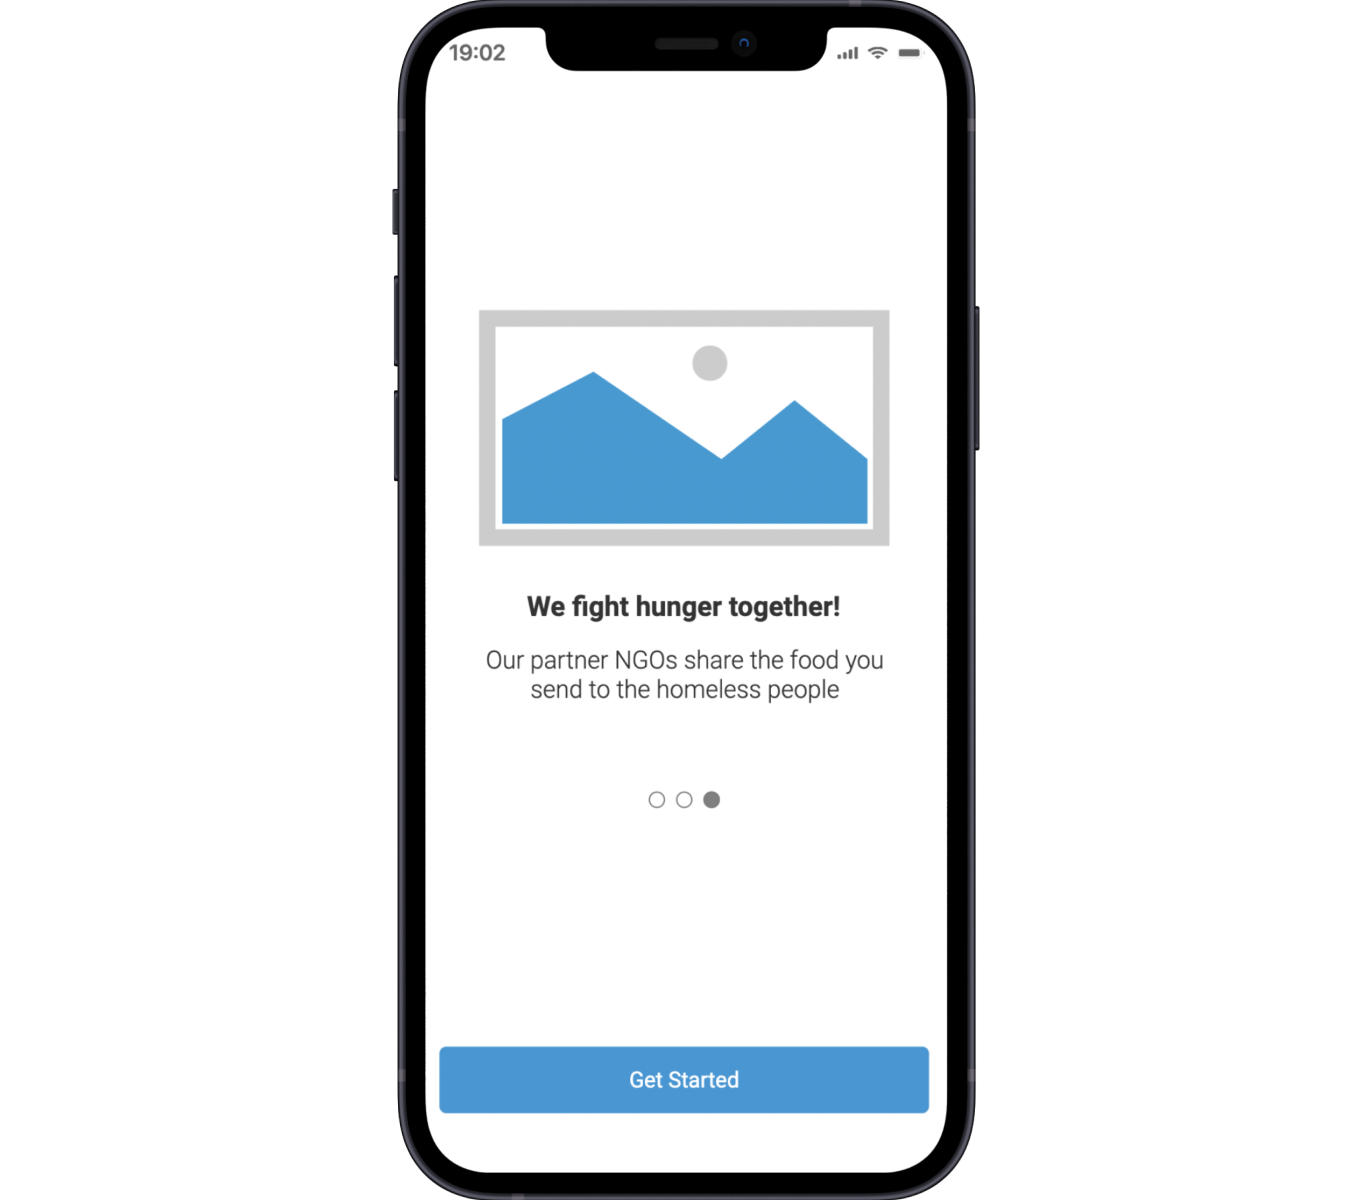 19:02
We fight hunger together!
Our partner NGOs share the food you
send to the homeless people
Get Started